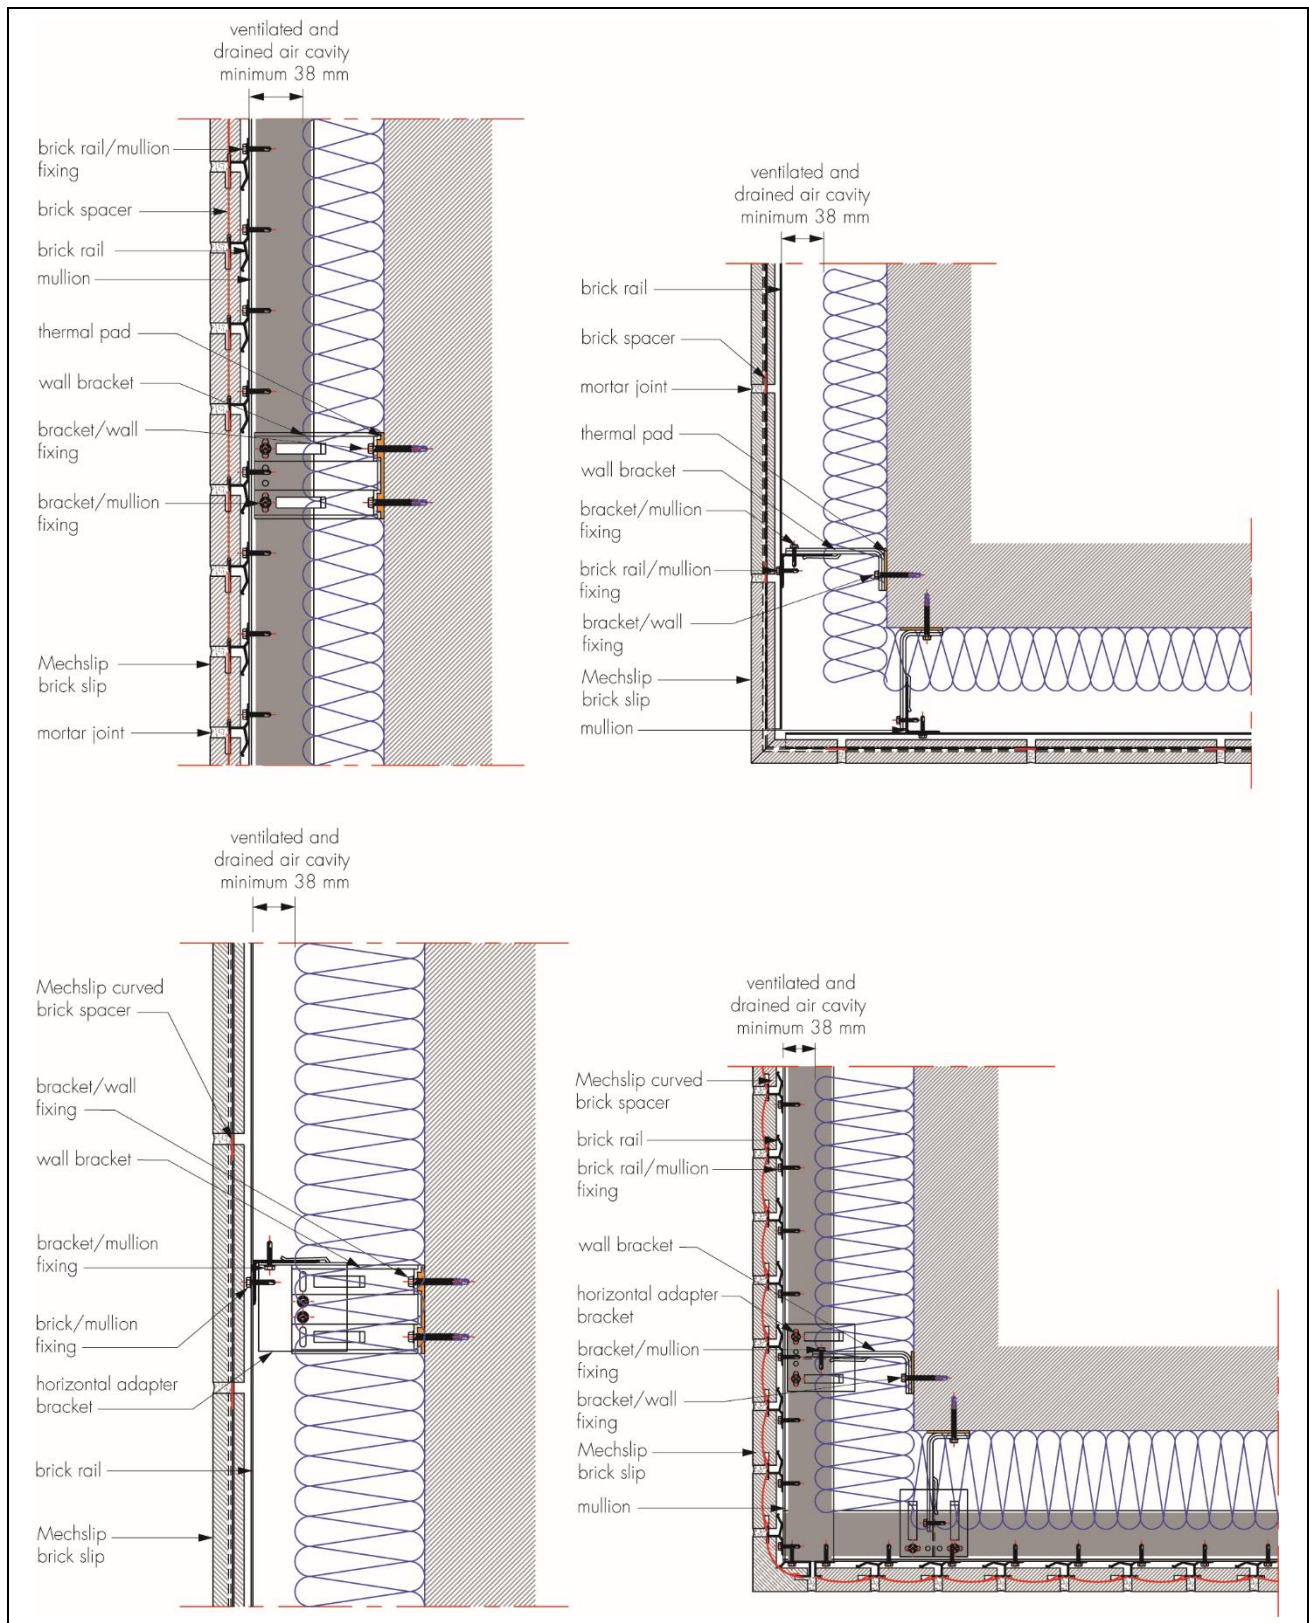 ventilated and
drained air cavity
minimum 38 mm
brick rail/mullion
fixing
brick spacer
brick rail
mullion
thermal pad
wall bracket
bracket/wall
fixing
bracket/mullion
fixing
Mechslip
brick slip
mortar joint
ventilated and
drained air cavity
minimum 38 mm
brick rail
brick spacer
mortar joint
thermal pad
wall bracket
bracket/mullion
fixing
brick rail/mullion
fixing
bracket/wall
fixing
Mechslip
brick slip
mullion
ventilated and
drained air cavity
minimum 38 mm
Mechslip curved
brick spacer
bracket/wall
fixing
wall bracket
bracket/mullion
fixing
brick/mullion
fixing
horizontal adapter
bracket
brick rail
Mechslip
brick slip
ventilated and
drained air cavity
minimum 38 mm
Mechslip curved
brick spacer
brick rail
brick rail/mullion
fixing
wall bracket
horizontal adapter
bracket
bracket/mullion
fixing
bracket/wall
fixing
Mechslip
brick slip
mullion